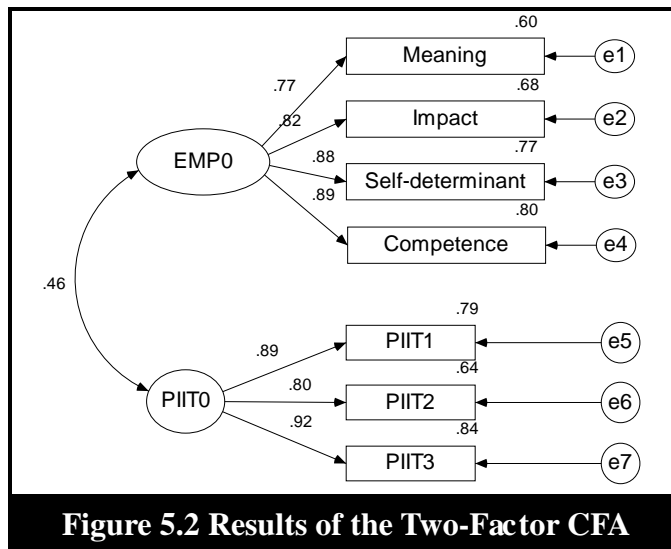 .60
Meaning
e1
.77
.68
.82
Impact
e2
EMP0
.77
.88
Self-determinant
e3
.89
.80
Competence
e4
.46
.79
.89
PIIT1
e5
.64
PIIT0
.80
PIIT2
e6
.84
.92
PIIT3
e7
Figure 5.2 Results of the Two-Factor CFA